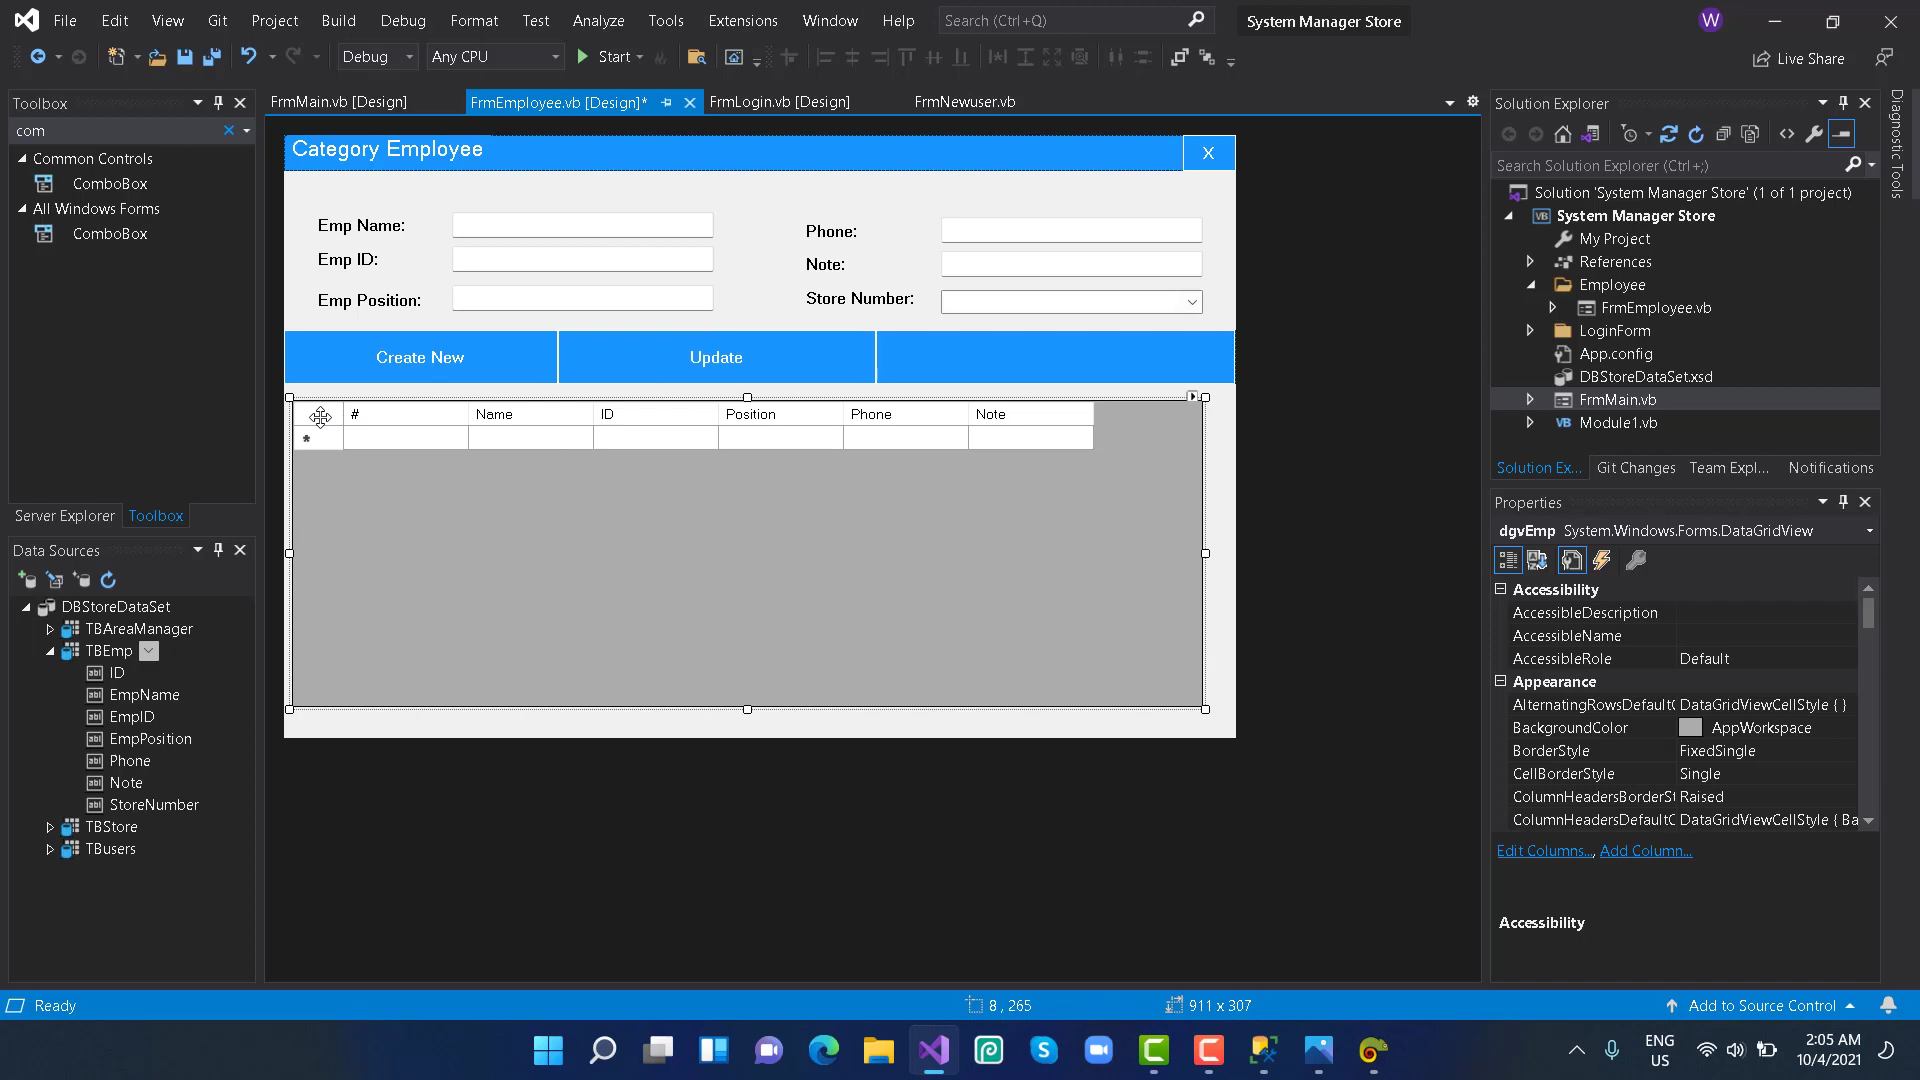 File Edit View Git Project Build Debug Format Test Analyze Tools Extensions Window Help Search (Ctrl+Q) System Manager Store W
Debug Any CPU Start Live Share
Toolbox
com
Common Controls
ComboBox
All Windows Forms
ComboBox
Server Explorer Toolbox
Data Sources
DBStoreDataSet
TBAreaManager
TBEmp
ID
EmpName
EmpID
EmpPosition
Phone
Note
StoreNumber
TBStore
TBusers
FrmMain.vb [Design] FrmEmployee.vb [Design]* FrmLogin.vb [Design] FrmNewuser.vb
Category Employee X
Emp Name:
Emp ID:
Emp Position:
Phone:
Note:
Store Number:
Create New Update
# Name ID Position Phone Note
*
Solution Explorer
Search Solution Explorer (Ctrl+;)
Solution 'System Manager Store' (1 of 1 project)
VB System Manager Store
My Project
References
Employee
FrmEmployee.vb
LoginForm
App.config
DBStoreDataSet.xsd
FrmMain.vb
VB Module1.vb
Solution Ex... Git Changes Team Expl... Notifications
Properties
dgvEmp System.Windows.Forms.DataGridView
Accessibility
AccessibleDescription
AccessibleName
AccessibleRole Default
Appearance
AlternatingRowsDefaultC DataGridViewCellStyle { }
BackgroundColor AppWorkspace
BorderStyle FixedSingle
CellBorderStyle Single
ColumnHeadersBorderSt Raised
ColumnHeadersDefaultC DataGridViewCellStyle { Ba
Edit Columns..., Add Column...
Accessibility
Diagnostic Tools
Ready 8 , 265 911 x 307 Add to Source Control
ENG
US
2:05 AM
10/4/2021